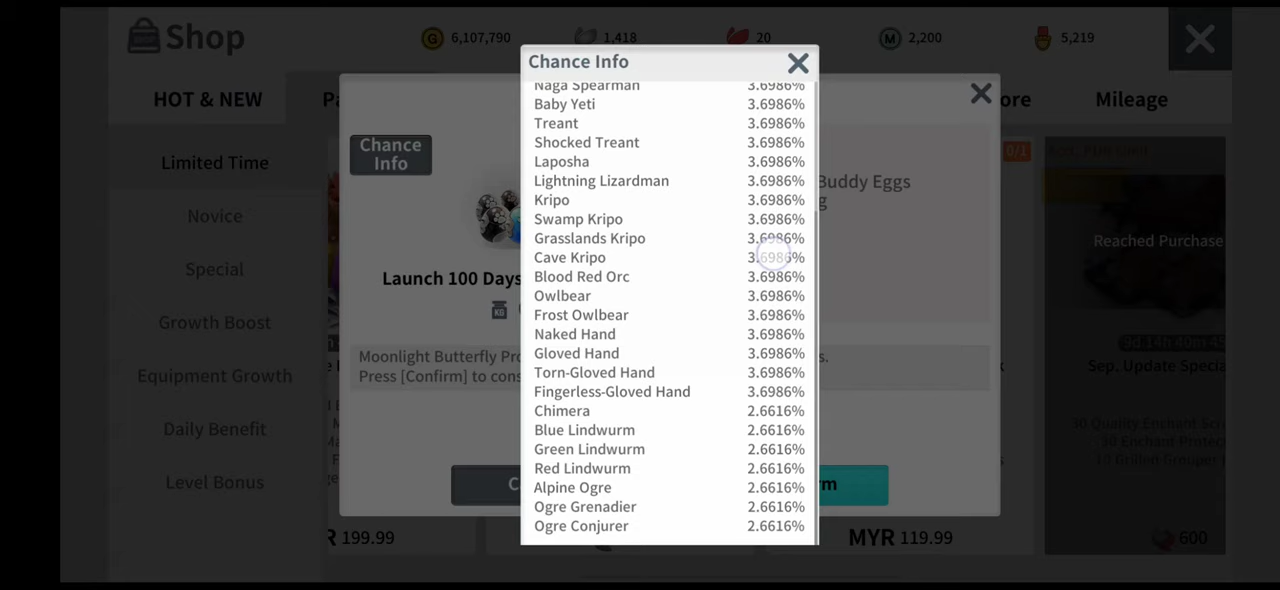 Shop
6,107,790
1,418
20
2,200
5,219
HOT & NEW
Mileage
Limited Time
Novice
Special
Growth Boost
Equipment Growth
Daily Benefit
Level Bonus
Chance
Info
Launch 100 Days
Buddy Eggs
Moonlight Butterfly
Press [Confirm] to
Chance Info
Naga Spearman 3.6986%
Baby Yeti 3.6986%
Treant 3.6986%
Shocked Treant 3.6986%
Laposha 3.6986%
Lightning Lizardman 3.6986%
Kripo 3.6986%
Swamp Kripo 3.6986%
Grasslands Kripo 3.6986%
Cave Kripo 3.6986%
Blood Red Orc 3.6986%
Owlbear 3.6986%
Frost Owlbear 3.6986%
Naked Hand 3.6986%
Gloved Hand 3.6986%
Torn-Gloved Hand 3.6986%
Fingerless-Gloved Hand 3.6986%
Chimera 2.6616%
Blue Lindwurm 2.6616%
Green Lindwurm 2.6616%
Red Lindwurm 2.6616%
Alpine Ogre 2.6616%
Ogre Grenadier 2.6616%
Ogre Conjurer 2.6616%
0/1
Reached Purchase
Sep. Update
30 Quality Enchant
199.99
MYR 119.99
600